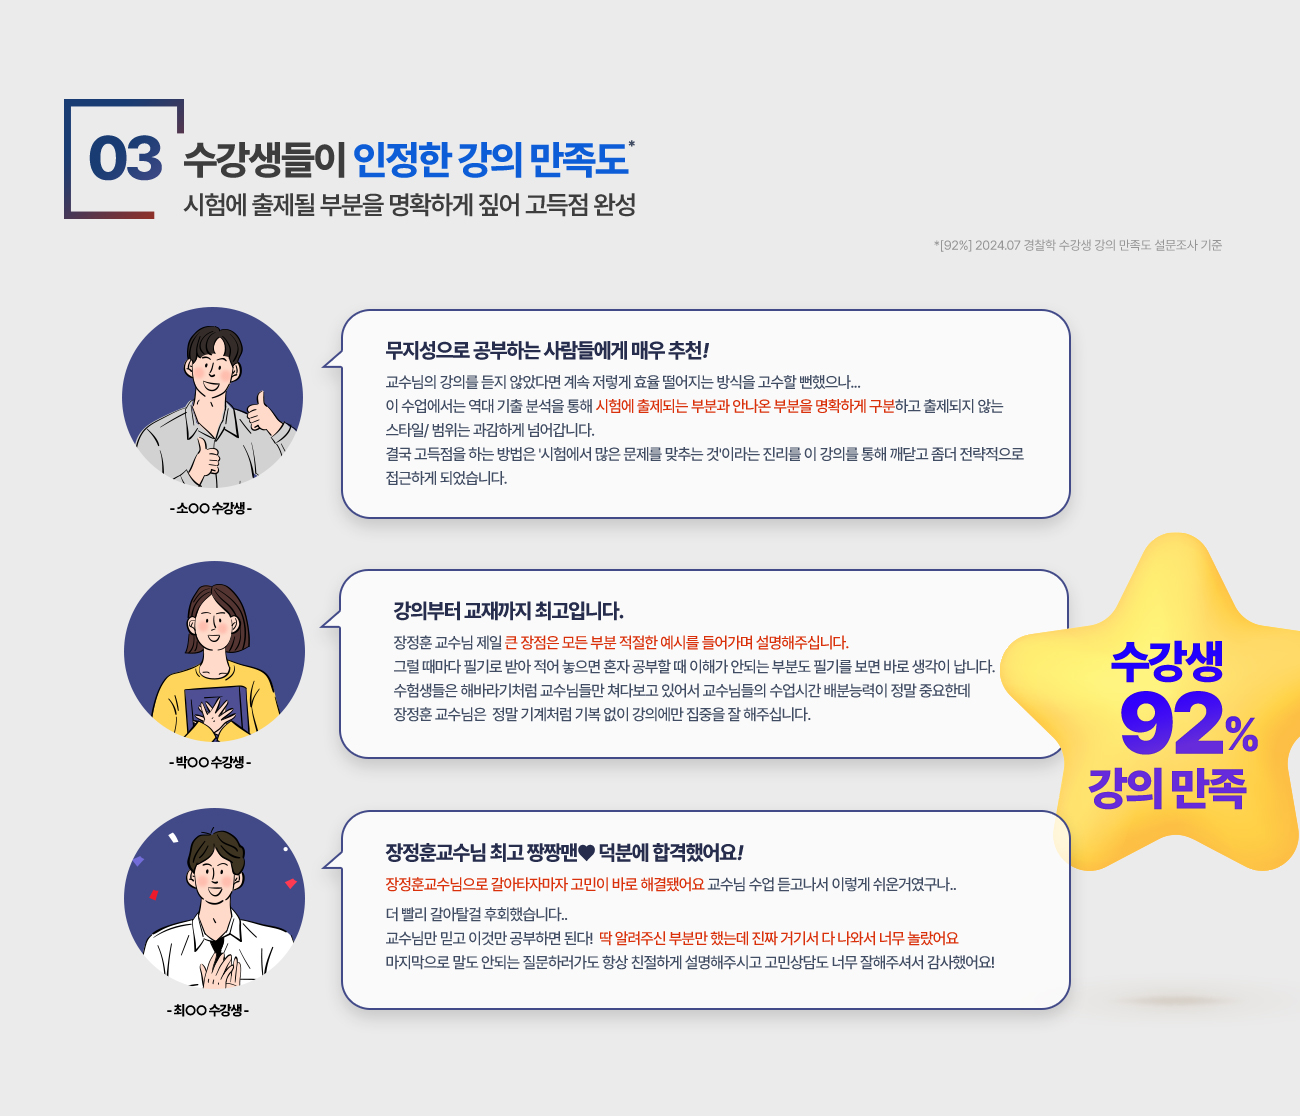 03
수강생들이 인정한 강의 만족도*
시험에 출제될 부분을 명확하게 짚어 고득점 완성
*[92%] 2024.07 경찰학 수강생 강의 만족도 설문조사 기준
무지성으로 공부하는 사람들에게 매우 추천!
교수님의 강의를 듣지 않았다면 계속 저렇게 효율 떨어지는 방식을 고수할 뻔했으나...
이 수업에서는 역대 기출 분석을 통해 시험에 출제되는 부분과 안나온 부분을 명확하게 구분하고 출제되지 않는
스타일/ 범위는 과감하게 넘어갑니다.
결국 고득점을 하는 방법은 '시험에서 많은 문제를 맞추는 것'이라는 진리를 이 강의를 통해 깨닫고 좀더 전략적으로
접근하게 되었습니다.
- 소〇〇 수강생 -
강의부터 교재까지 최고입니다.
장정훈 교수님 제일 큰 장점은 모든 부분 적절한 예시를 들어가며 설명해주십니다.
그럴 때마다 필기로 받아 적어 놓으면 혼자 공부할 때 이해가 안되는 부분도 필기를 보면 바로 생각이 납니다.
수험생들은 해바라기처럼 교수님들만 쳐다보고 있어서 교수님들의 수업시간 배분능력이 정말 중요한데
장정훈 교수님은 정말 기계처럼 기복 없이 강의에만 집중을 잘 해주십니다.
- 박〇〇 수강생 -
수강생
92%
강의 만족
장정훈교수님 최고 짱짱맨♥ 덕분에 합격했어요!
장정훈교수님으로 갈아타자마자 고민이 바로 해결됐어요 교수님 수업 듣고나서 이렇게 쉬운거였구나..
더 빨리 갈아탈걸 후회했습니다..
교수님만 믿고 이것만 공부하면 된다! 딱 알려주신 부분만 했는데 진짜 거기서 다 나와서 너무 놀랐어요
마지막으로 말도 안되는 질문하러가도 항상 친절하게 설명해주시고 고민상담도 너무 잘해주셔서 감사했어요!
- 최〇〇 수강생 -